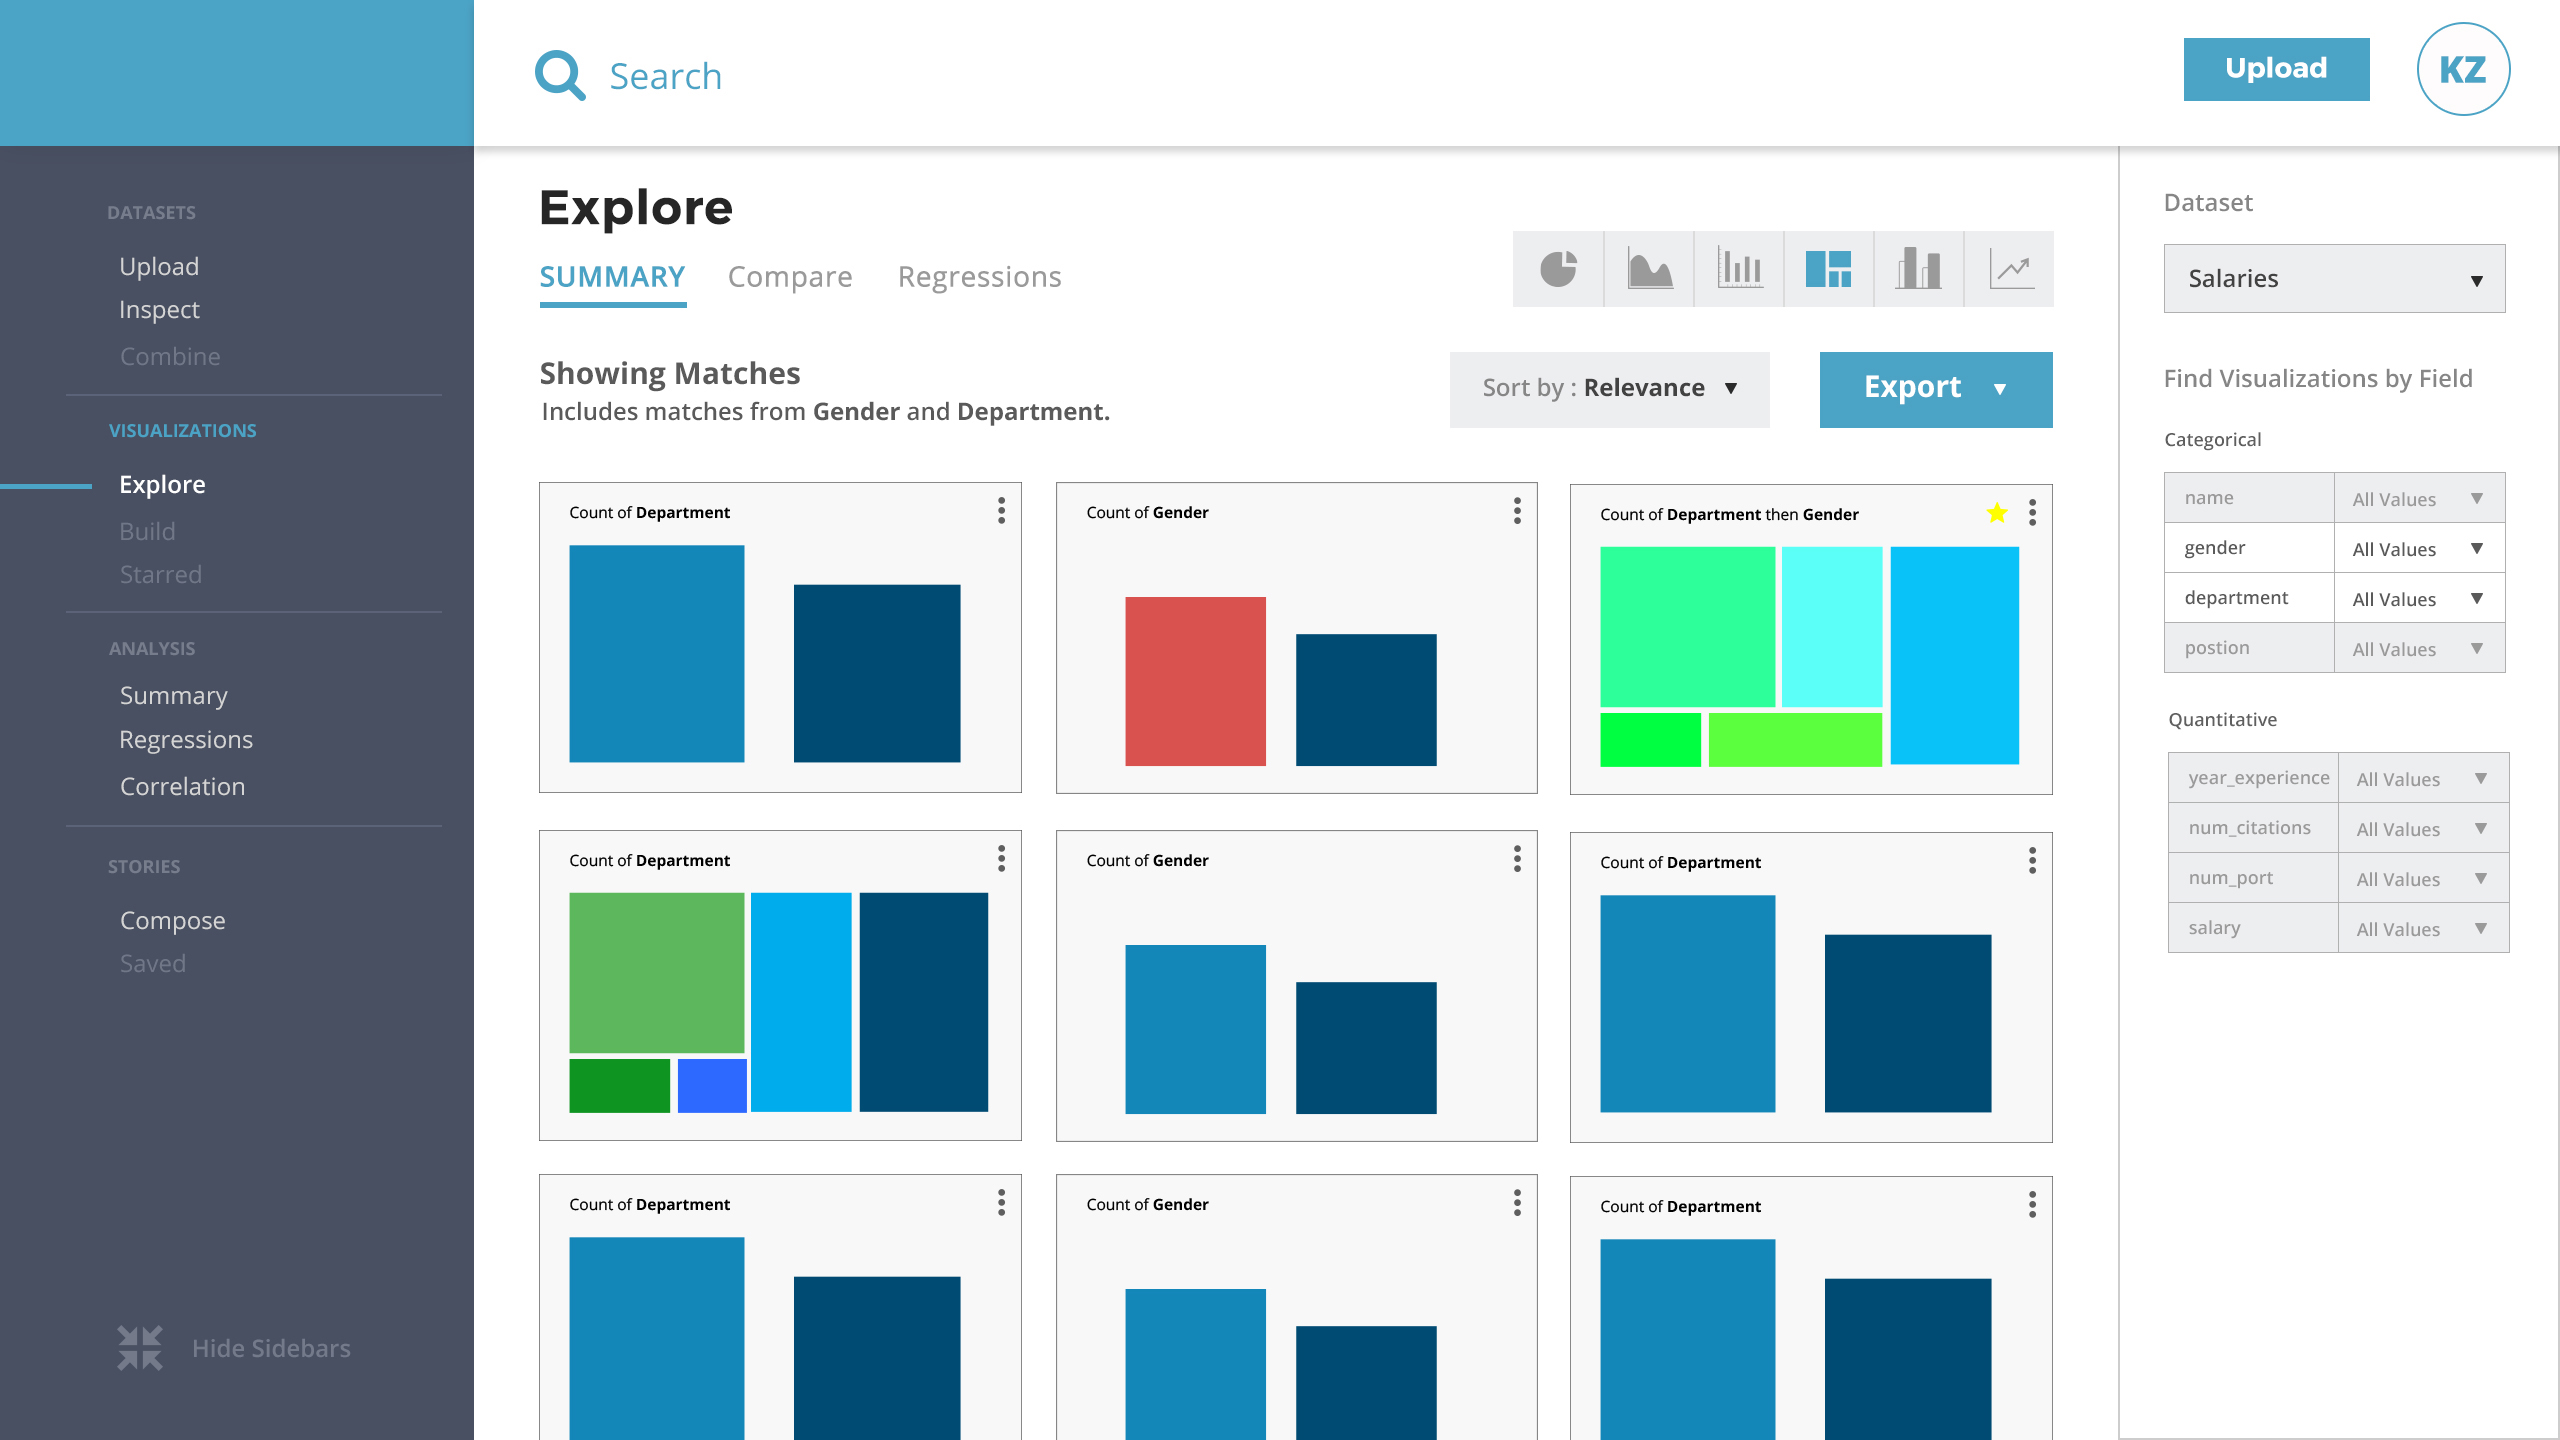 Search
Upload
KZ
DATASETS
Upload
Inspect
Combine
VISUALIZATIONS
Explore
Build
Starred
ANALYSIS
Summary
Regressions
Correlation
STORIES
Compose
Saved
Hide Sidebars
Explore
SUMMARY Compare Regressions
Showing Matches
Includes matches from Gender and Department.
Sort by : Relevance
Export
Count of Department
Count of Gender
Count of Department then Gender
Count of Department
Count of Gender
Count of Department
Count of Department
Count of Gender
Count of Department
Dataset
Salaries
Find Visualizations by Field
Categorical
name All Values
gender All Values
department All Values
postion All Values
Quantitative
year_experience All Values
num_citations All Values
num_port All Values
salary All Values